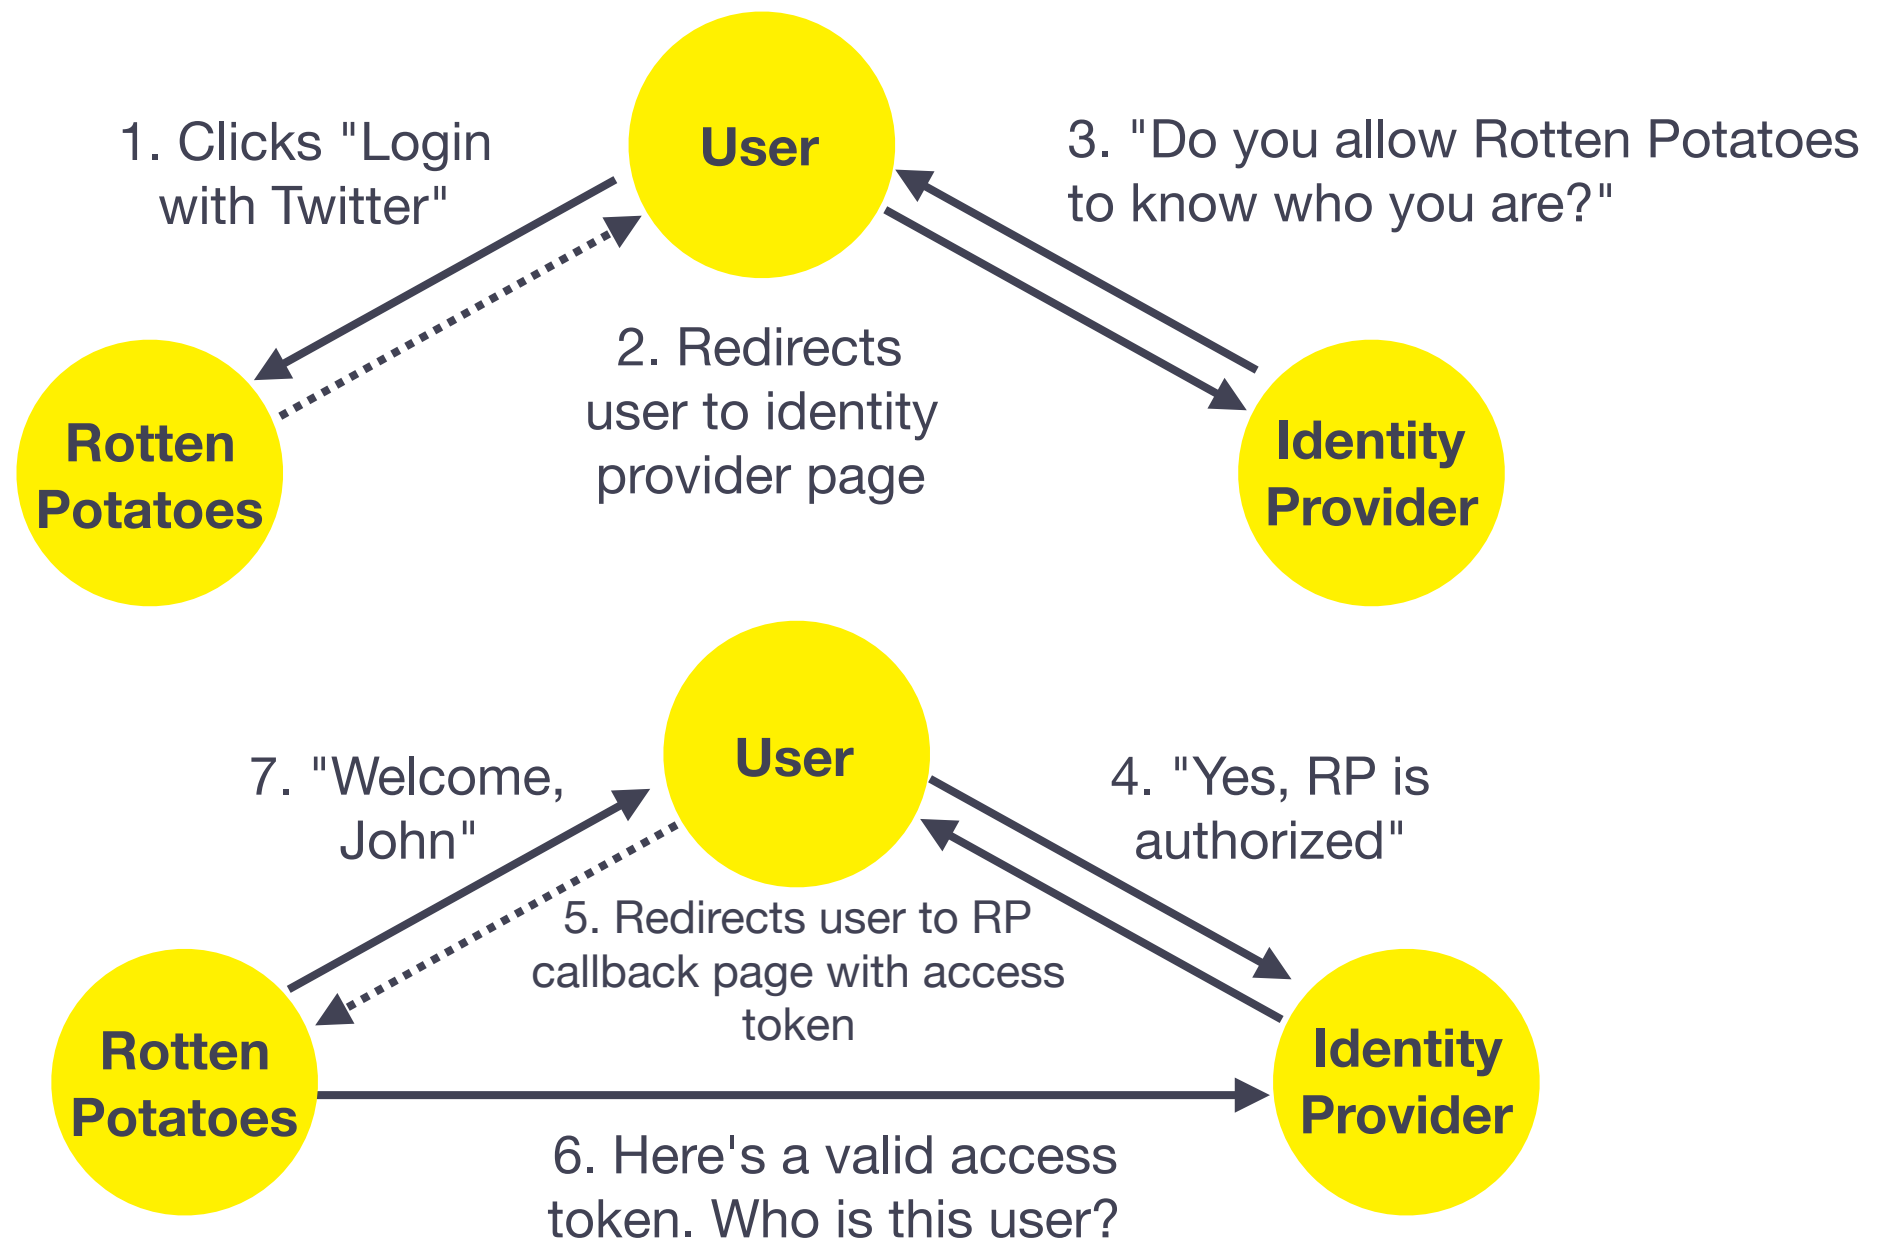 User
1. Clicks "Login
with Twitter"
3. "Do you allow Rotten Potatoes
to know who you are?"
2. Redirects
user to identity
provider page
Rotten
Potatoes
Identity
Provider
User
7. "Welcome,
John"
4. "Yes, RP is
authorized"
5. Redirects user to RP
callback page with access
token
Rotten
Potatoes
Identity
Provider
6. Here's a valid access
token. Who is this user?